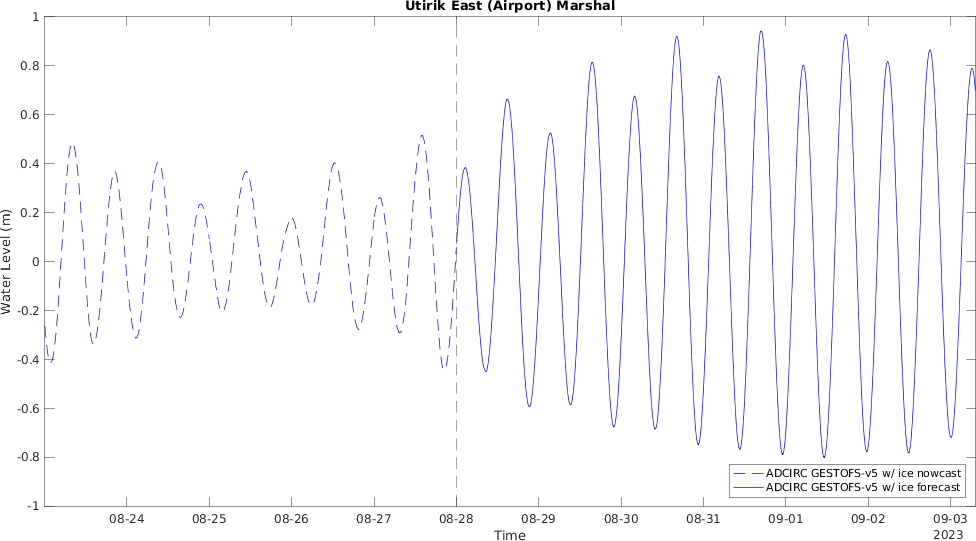 Utirik East (Airport) Marshal
Water Level (m)
1
0.8
0.6
0.4
0.2
0
-0.2
-0.4
-0.6
-0.8
-1
ADCIRC GESTOFS-v5 w/ ice nowcast
ADCIRC GESTOFS-v5 w/ ice forecast
08-24 08-25 08-26 08-27 08-28 08-29 08-30 08-31 09-01 09-02 09-03
Time
2023